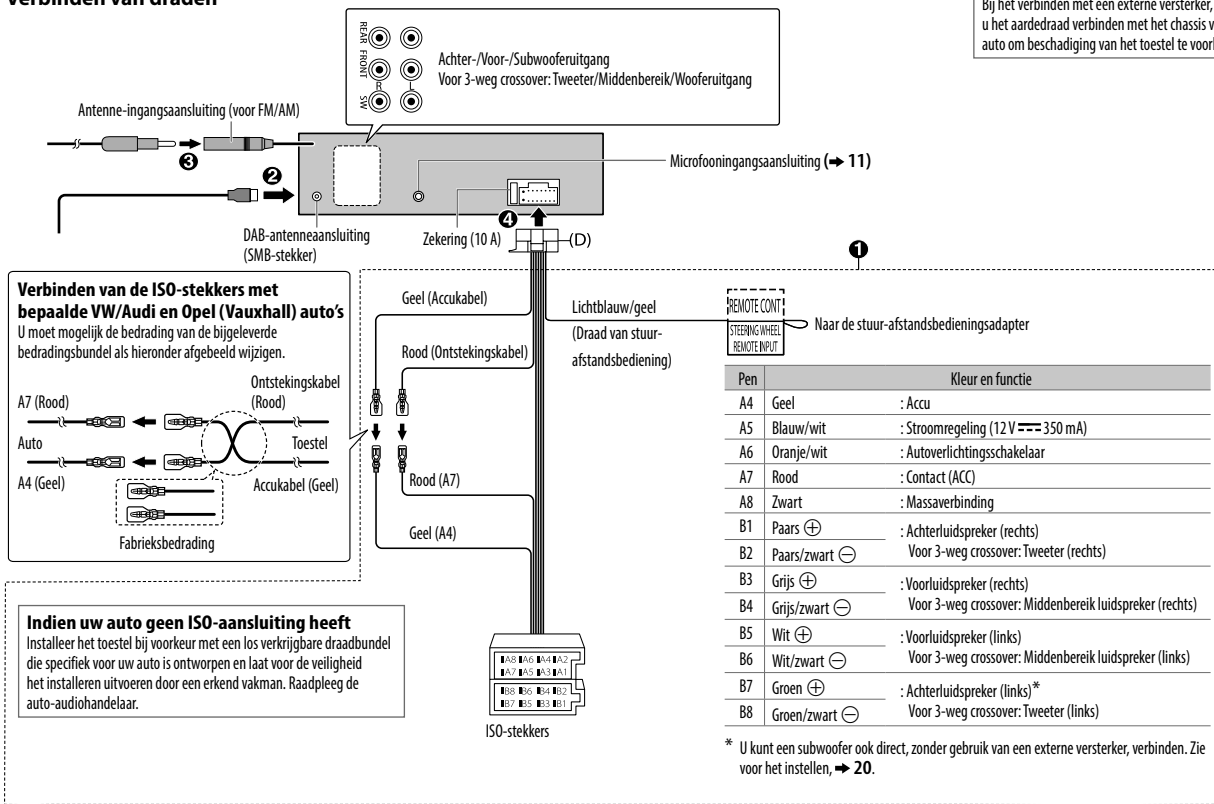 Verbinden van draden
Bij het verbinden met een externe versterker,
u het aardedraad verbinden met het chassis v
auto om beschadiging van het toestel te voor
REAR
FRONT
SW
R
L
Achter-/Voor-/Subwooferuitgang
Voor 3-weg crossover: Tweeter/Middenbereik/Wooferuitgang
Antenne-ingangsaansluiting (voor FM/AM)
❸
❷
Microfooningangsaansluiting (➜ 11)
DAB-antenneaansluiting
(SMB-stekker)
Zekering (10 A)
❹
(D)
❶
Verbinden van de ISO-stekkers met
bepaalde VW/Audi en Opel (Vauxhall) auto’s
U moet mogelijk de bedrading van de bijgeleverde
bedradingsbundel als hieronder afgebeeld wijzigen.
Ontstekingskabel
(Rood)
A7 (Rood)
Auto
Toestel
A4 (Geel)
Accukabel (Geel)
Fabrieksbedrading
Geel (Accukabel)
Rood (Ontstekingskabel)
Rood (A7)
Geel (A4)
Lichtblauw/geel
(Draad van stuur-
afstandsbediening)
REMOTE CONT
STEERING WHEEL
REMOTE INPUT
Naar de stuur-afstandsbedieningsadapter
Pen Kleur en functie
A4 Geel : Accu
A5 Blauw/wit : Stroomregeling (12 V ⎓ 350 mA)
A6 Oranje/wit : Autoverlichtingsschakelaar
A7 Rood : Contact (ACC)
A8 Zwart : Massaverbinding
B1 Paars ⊕ : Achterluidspreker (rechts)
B2 Paars/zwart ⊖ Voor 3-weg crossover: Tweeter (rechts)
B3 Grijs ⊕ : Voorluidspreker (rechts)
B4 Grijs/zwart ⊖ Voor 3-weg crossover: Middenbereik luidspreker (rechts)
B5 Wit ⊕ : Voorluidspreker (links)
B6 Wit/zwart ⊖ Voor 3-weg crossover: Middenbereik luidspreker (links)
B7 Groen ⊕ : Achterluidspreker (links)*
B8 Groen/zwart ⊖ Voor 3-weg crossover: Tweeter (links)
* U kunt een subwoofer ook direct, zonder gebruik van een externe versterker, verbinden. Zie
voor het instellen, ➜ 20.
Indien uw auto geen ISO-aansluiting heeft
Installeer het toestel bij voorkeur met een los verkrijgbare draadbundel
die specifiek voor uw auto is ontworpen en laat voor de veiligheid
het installeren uitvoeren door een erkend vakman. Raadpleeg de
auto-audiohandelaar.
A8 A6 A4 A2
A7 A5 A3 A1
B8 B6 B4 B2
B7 B5 B3 B1
ISO-stekkers